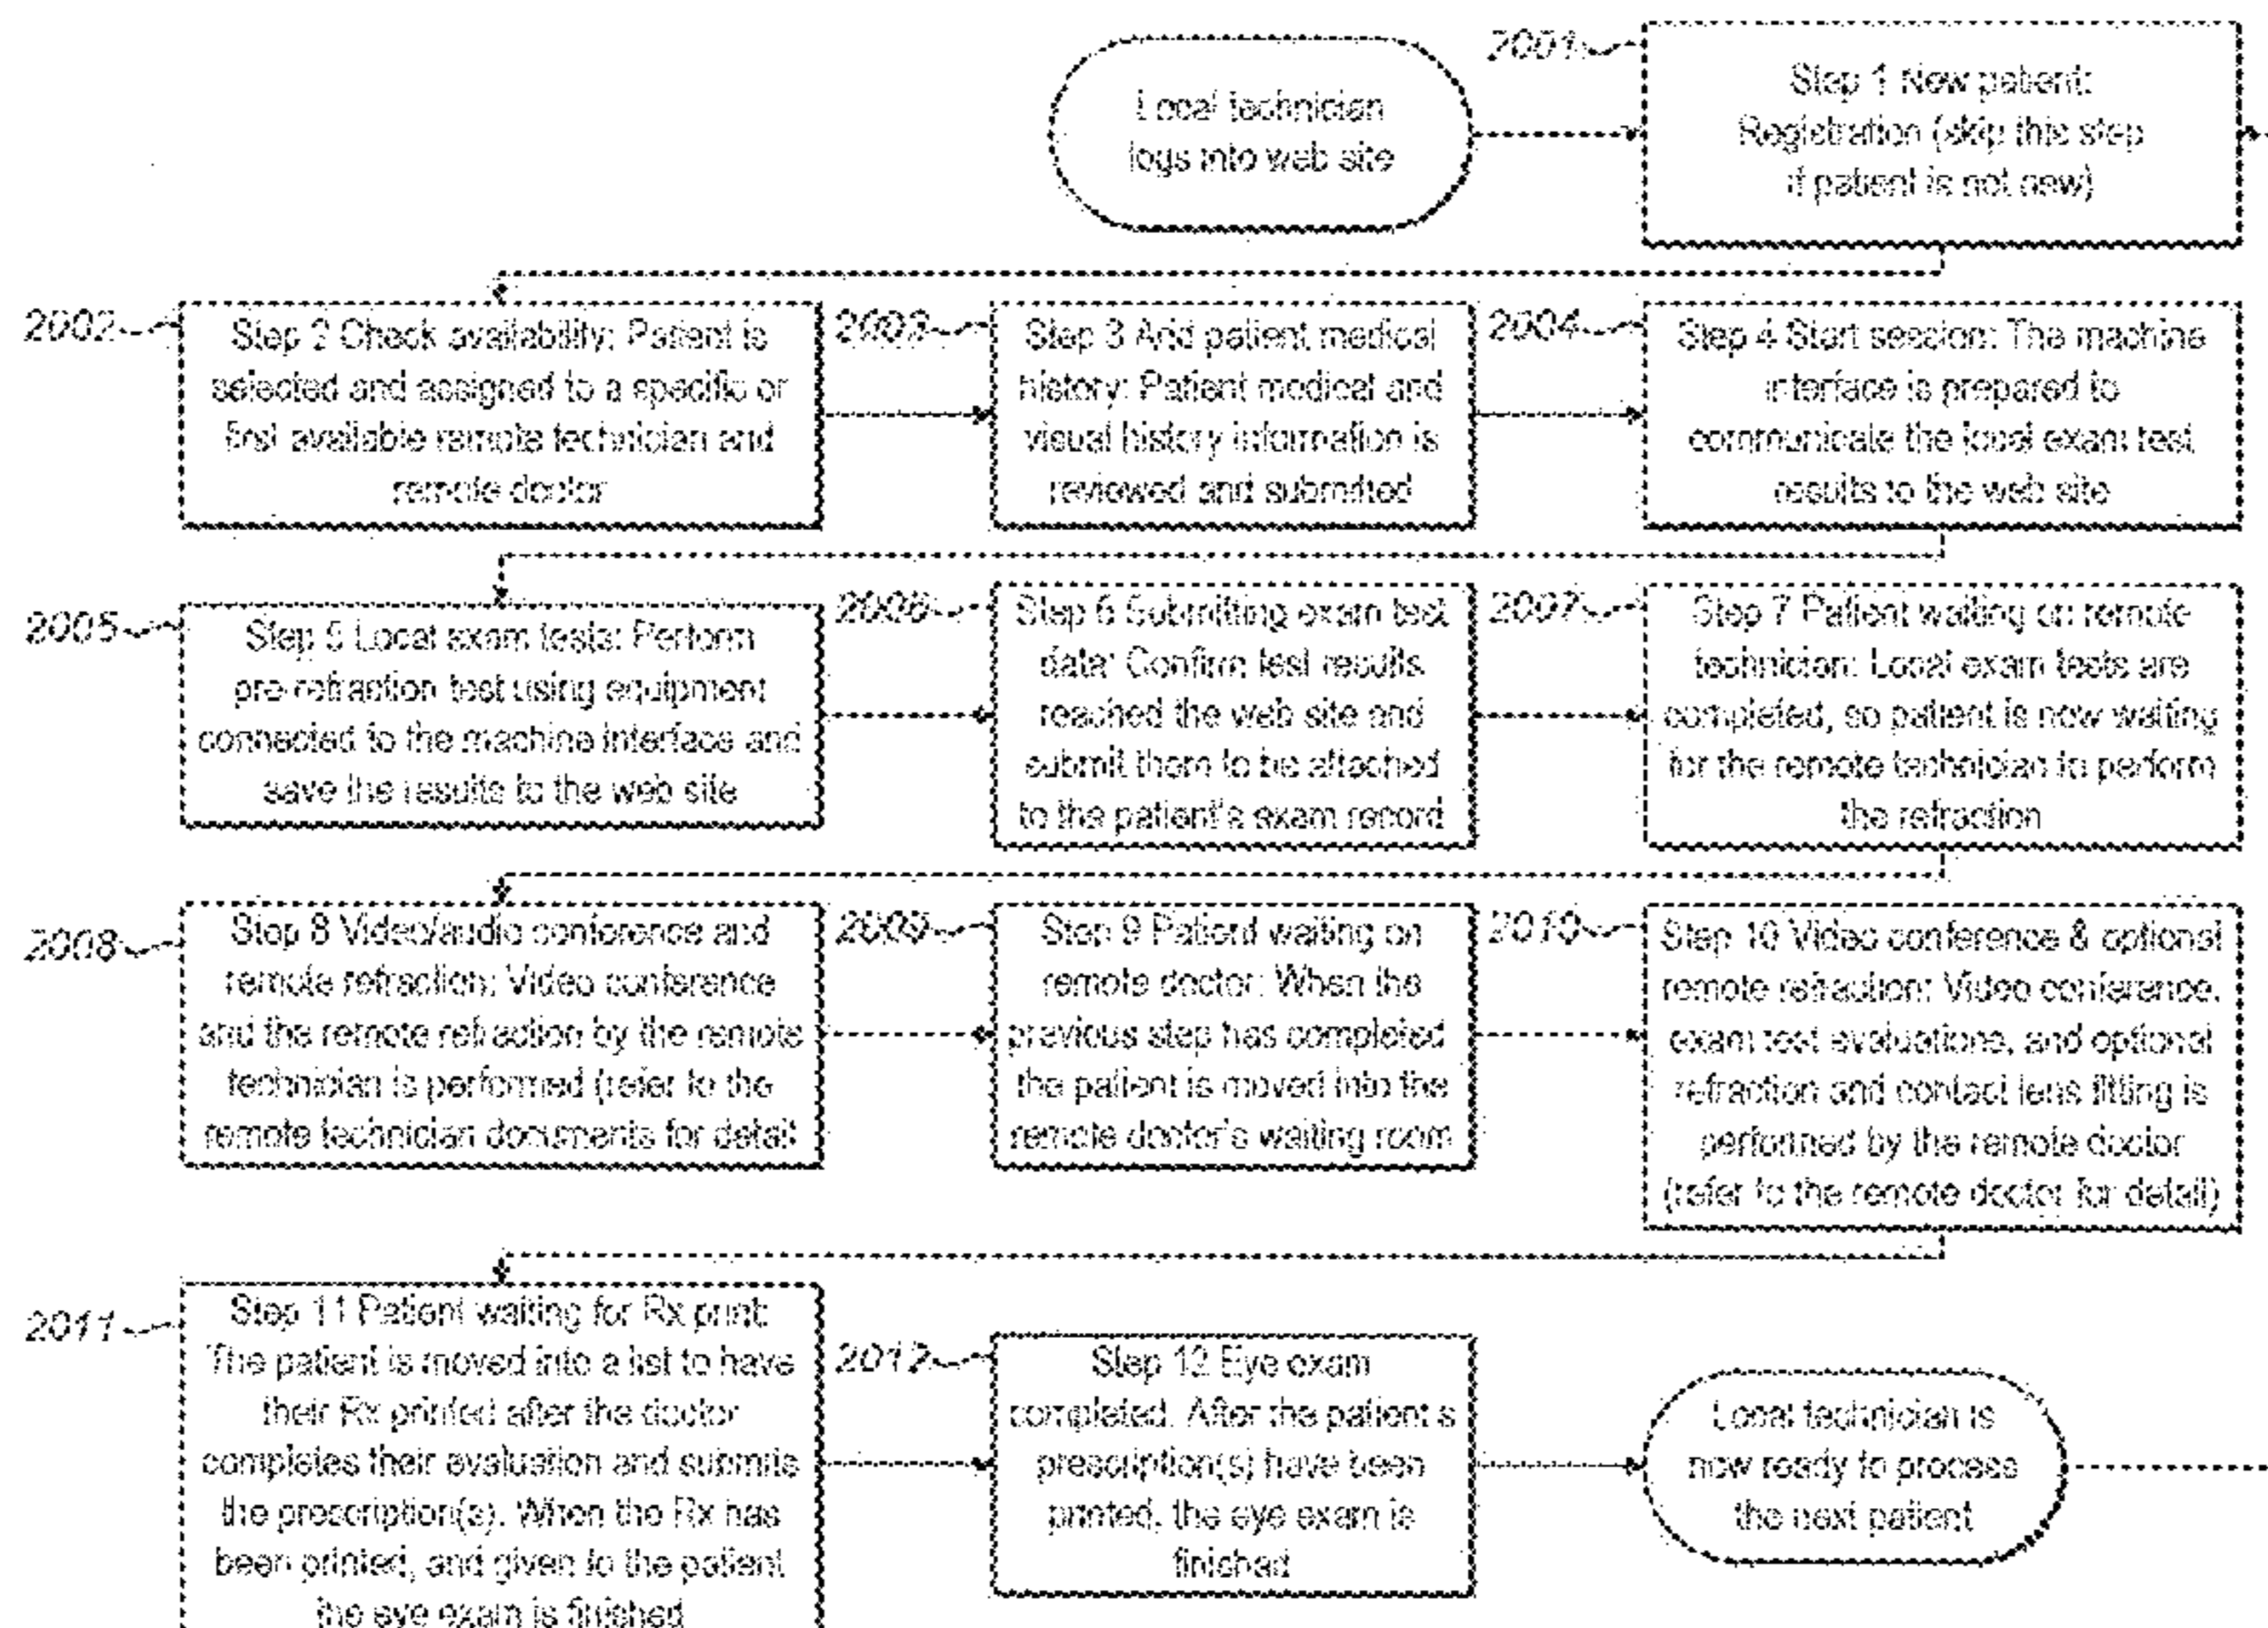 Local technician
logs into web site
2001
Step 1 New patient:
Registration (skip this step
if patient is not new)
2002
Step 2 Check availability: Patient is
selected and assigned to a specific or
first available remote technician and
remote doctor
2003
Step 3 Add patient medical
history: Patient medical and
visual history information is
reviewed and submitted
2004
Step 4 Start session: The machine
interface is prepared to
communicate the local exam test
results to the web site
2005
Step 5 Local exam tests: Perform
pre-refraction test using equipment
connected to the machine interface and
save the results to the web site
2006
Step 6 Submitting exam test
data: Confirm test results
reached the web site and
submit them to be attached
to the patient's exam record
2007
Step 7 Patient waiting on remote
technician: Local exam tests are
completed, so patient is now waiting
for the remote technician to perform
the refraction
2008
Step 8 Video/audio conference and
remote refraction: Video conference
and the remote refraction by the remote
technician is performed (refer to the
remote technician documents for detail
2009
Step 9 Patient waiting on
remote doctor: When the
previous step has completed
the patient is moved into the
remote doctor's waiting room
2010
Step 10 Video conference & optional
remote refraction: Video conference,
exam test evaluations, and optional
refraction and contact lens fitting is
performed by the remote doctor
(refer to the remote doctor for detail)
2011
Step 11 Patient waiting for Rx print:
The patient is moved into a list to have
their Rx printed after the doctor
completes their evaluation and submits
the prescription(s). When the Rx has
been printed, and given to the patient
the eye exam is finished
2012
Step 12 Eye exam
completed. After the patient s
prescription(s) have been
printed, the eye exam is
finished
Local technician is
now ready to process
the next patient